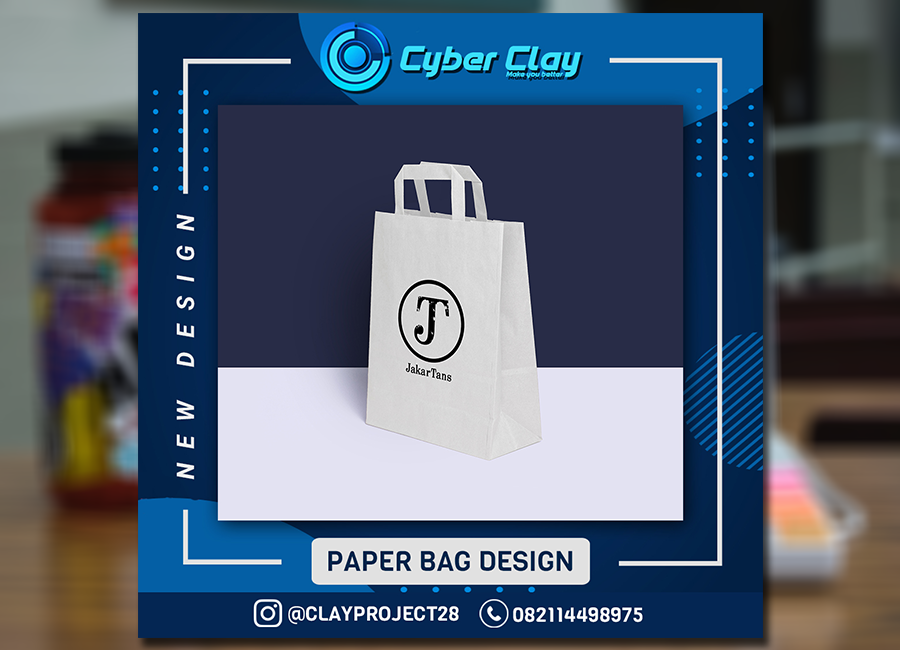 Cyber Clay
Make you better
NEW DESIGN
JT
JakarTans
PAPER BAG DESIGN
@CLAYPROJECT28
082114498975